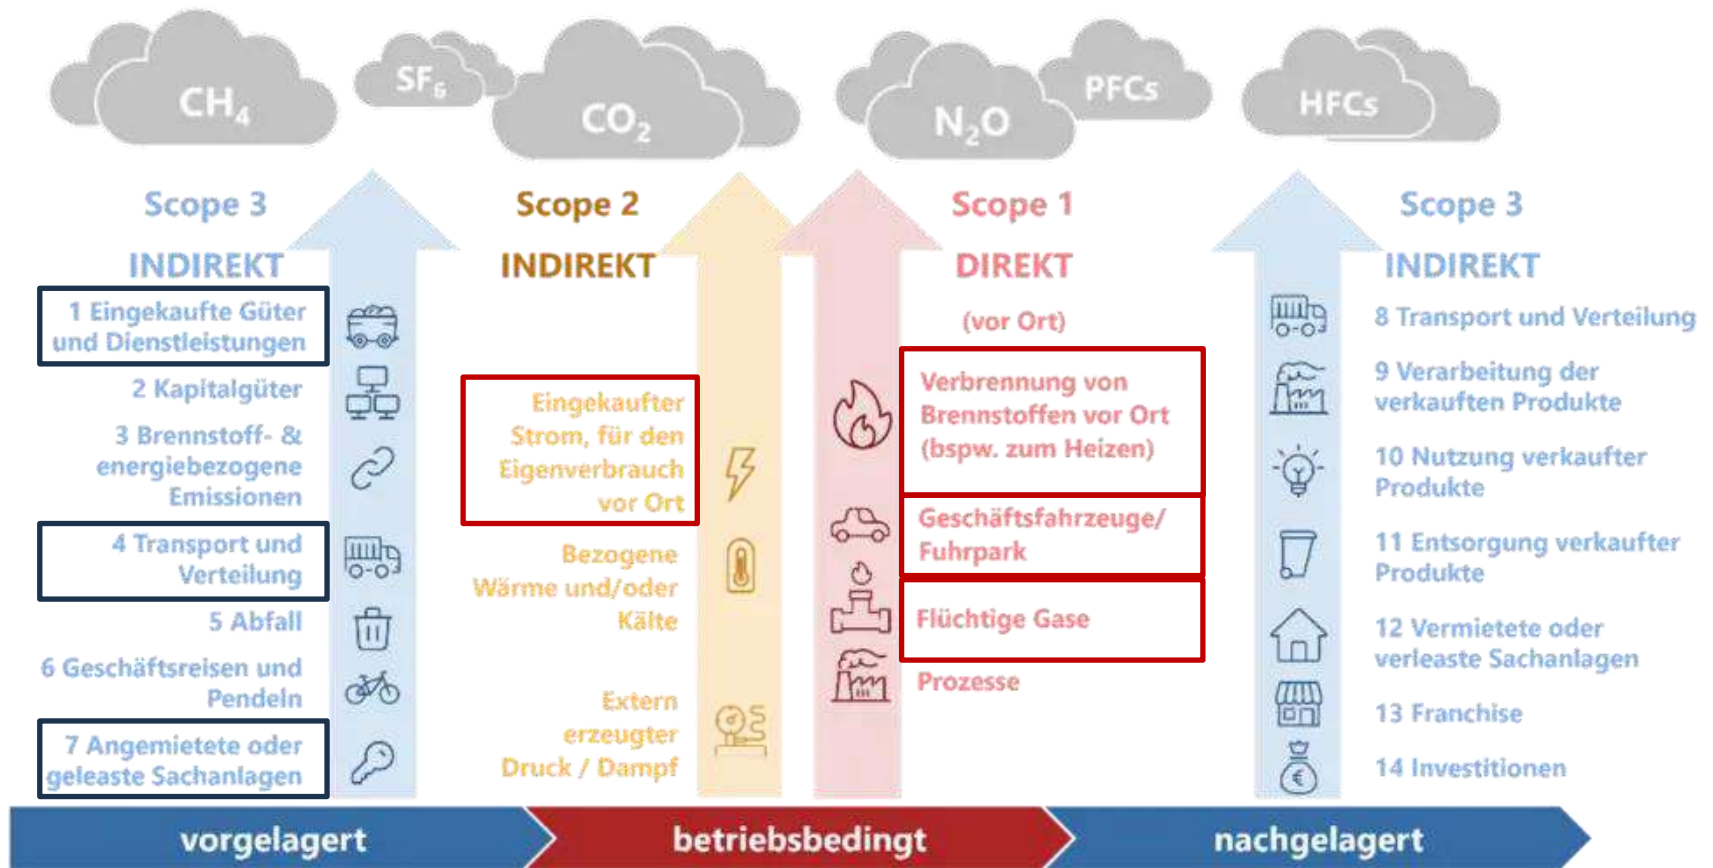 CH₄
SF₆
CO₂
N₂O
PFCs
HFCs
Scope 3
INDIREKT
1 Eingekaufte Güter
und Dienstleistungen
2 Kapitalgüter
3 Brennstoff- &
energiebezogene
Emissionen
4 Transport und
Verteilung
5 Abfall
6 Geschäftsreisen und
Pendeln
7 Angemietete oder
geleaste Sachanlagen
Scope 2
INDIREKT
Eingekaufter
Strom, für den
Eigenverbrauch
vor Ort
Bezogene
Wärme und/oder
Kälte
Extern
erzeugter
Druck / Dampf
Scope 1
DIREKT
(vor Ort)
Verbrennung von
Brennstoffen vor Ort
(bspw. zum Heizen)
Geschäftsfahrzeuge/
Fuhrpark
Flüchtige Gase
Prozesse
Scope 3
INDIREKT
8 Transport und Verteilung
9 Verarbeitung der
verkauften Produkte
10 Nutzung verkaufter
Produkte
11 Entsorgung verkaufter
Produkte
12 Vermietete oder
verleaste Sachanlagen
13 Franchise
€
14 Investitionen
vorgelagert
betriebsbedingt
nachgelagert